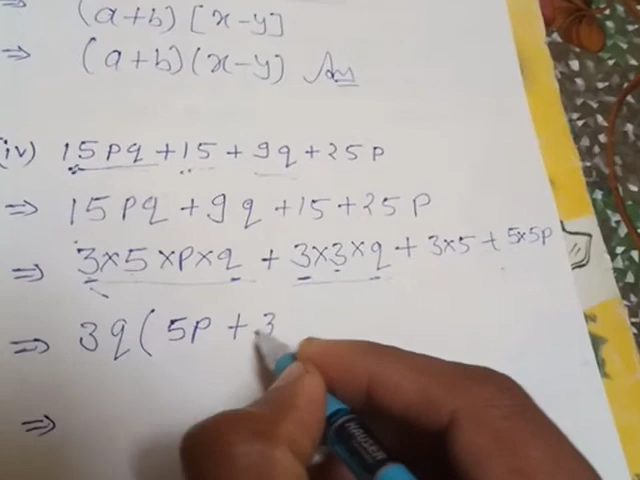 ⇒ (a+b) [x-y]
⇒ (a+b) (x-y) Ans
(iv) 15pq + 15 + 9q + 25p
⇒ 15pq + 9q + 15 + 25p
⇒ 3×5×p×q + 3×3×q + 3×5 + 5×5p
⇒ 3q ( 5p + 3
⇒
HAUSER